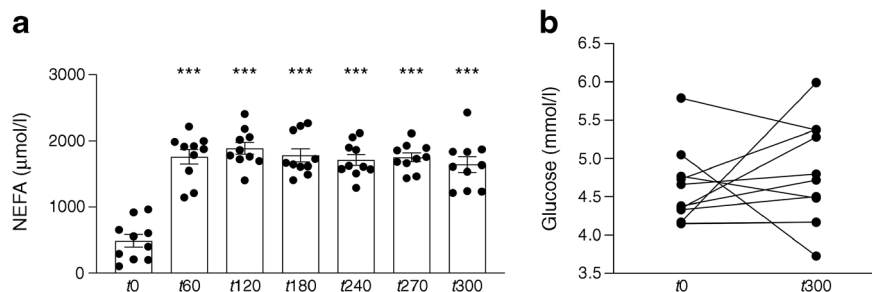 a
NEFA (µmol/l)
3000
2000
1000
0
*** *** *** *** *** ***
t0 t60 t120 t180 t240 t270 t300
b
Glucose (mmol/l)
6.5
6.0
5.5
5.0
4.5
4.0
3.5
t0 t300